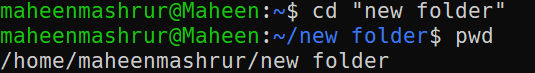 maheenmashrur@Maheen:~$ cd "new folder"
maheenmashrur@Maheen:~/new folder$ pwd
/home/maheenmashrur/new folder